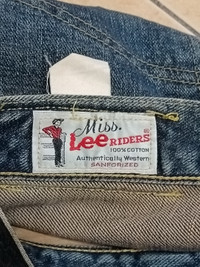 Miss.
Lee RIDERS®
100% COTTON
Authentically Western
SANFORIZED